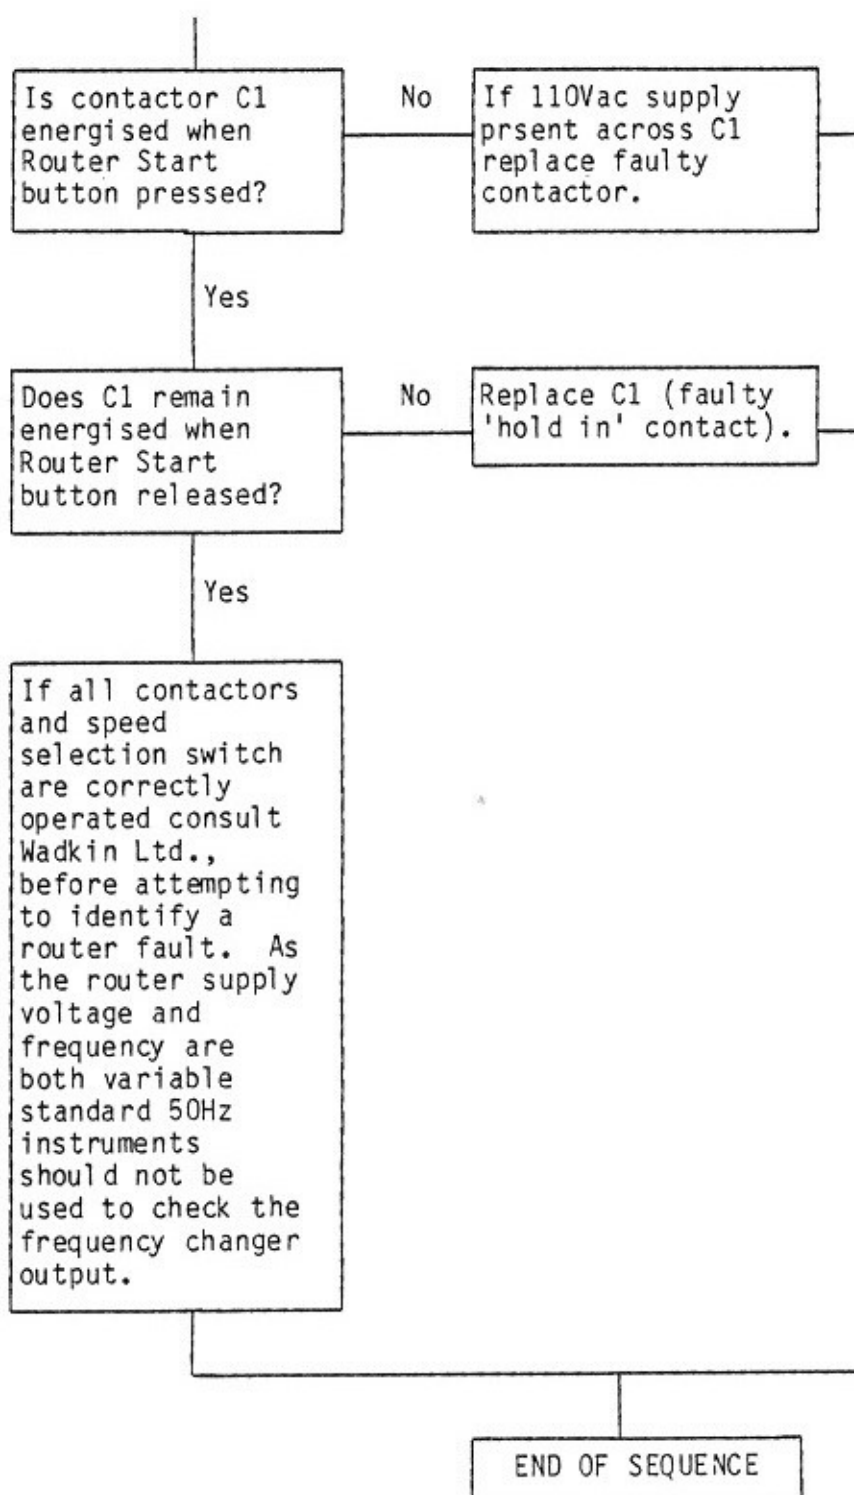 Is contactor C1
energised when
Router Start
button pressed?
No
If 110Vac supply
prsent across C1
replace faulty
contactor.
Yes
Does C1 remain
energised when
Router Start
button released?
No
Replace C1 (faulty
'hold in' contact).
Yes
If all contactors
and speed
selection switch
are correctly
operated consult
Wadkin Ltd.,
before attempting
to identify a
router fault.  As
the router supply
voltage and
frequency are
both variable
standard 50Hz
instruments
should not be
used to check the
frequency changer
output.
END OF SEQUENCE